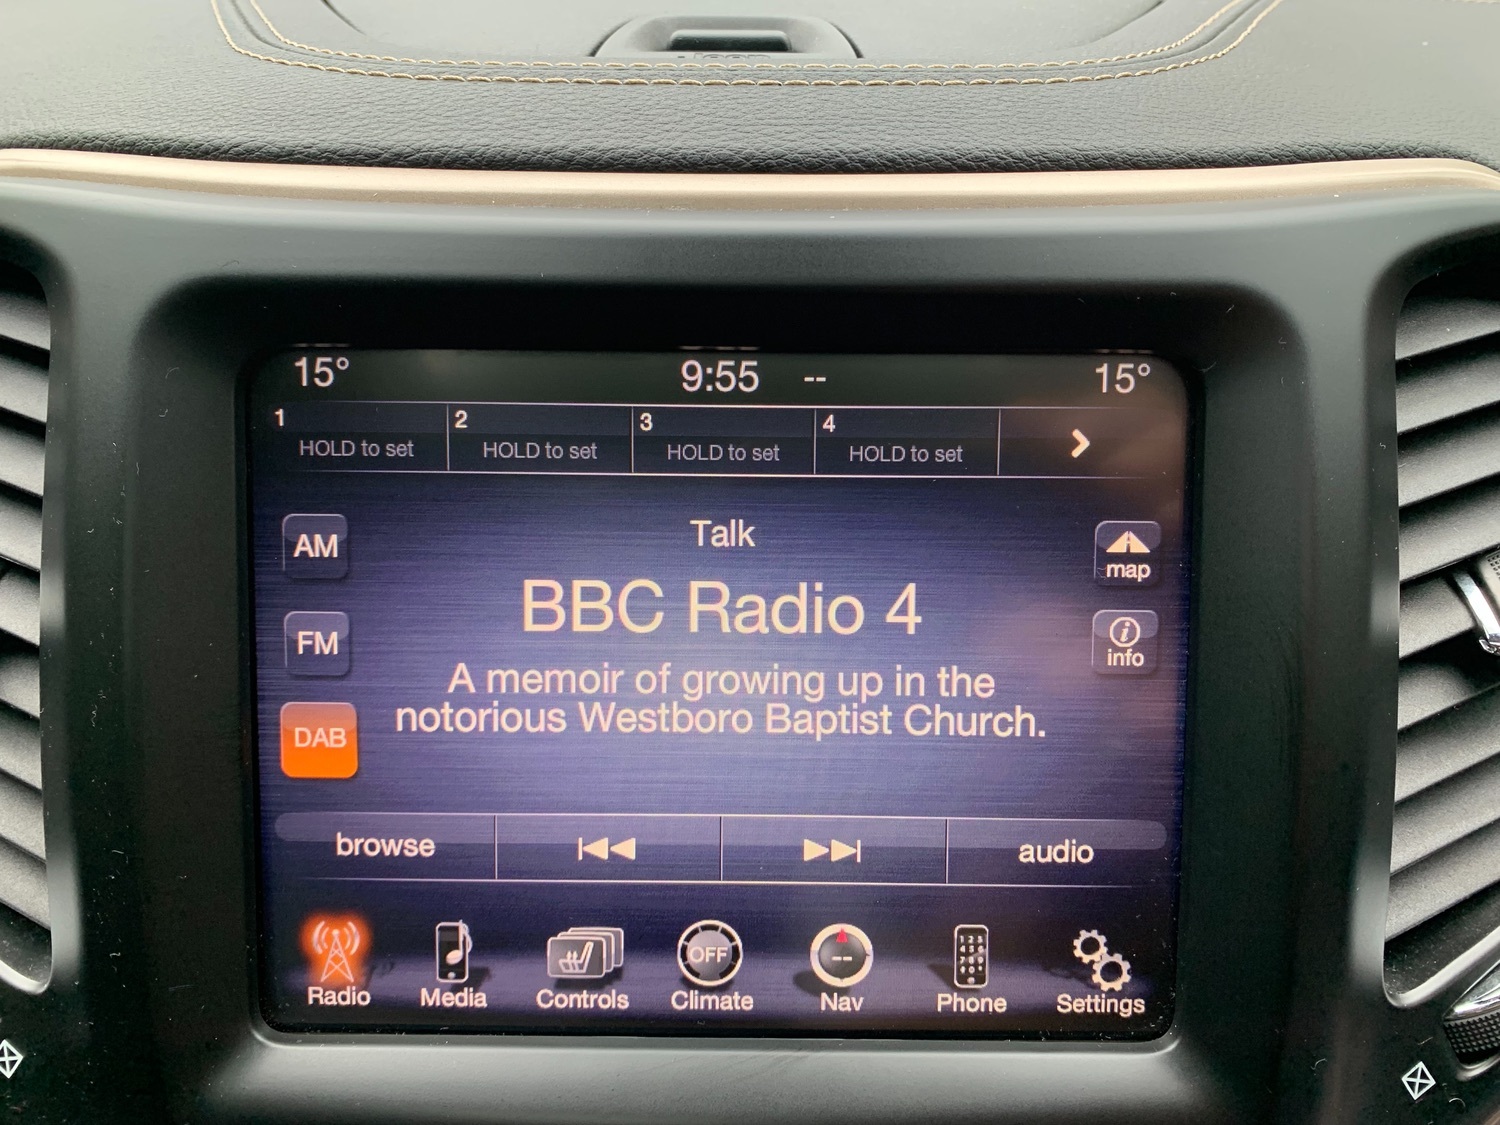 15° 9:55 -- 15°
1 2 3 4
HOLD to set HOLD to set HOLD to set HOLD to set
Talk
AM
map
BBC Radio 4
FM
info
A memoir of growing up in the
notorious Westboro Baptist Church.
DAB
browse audio
OFF --
Radio Media Controls Climate Nav Phone Settings